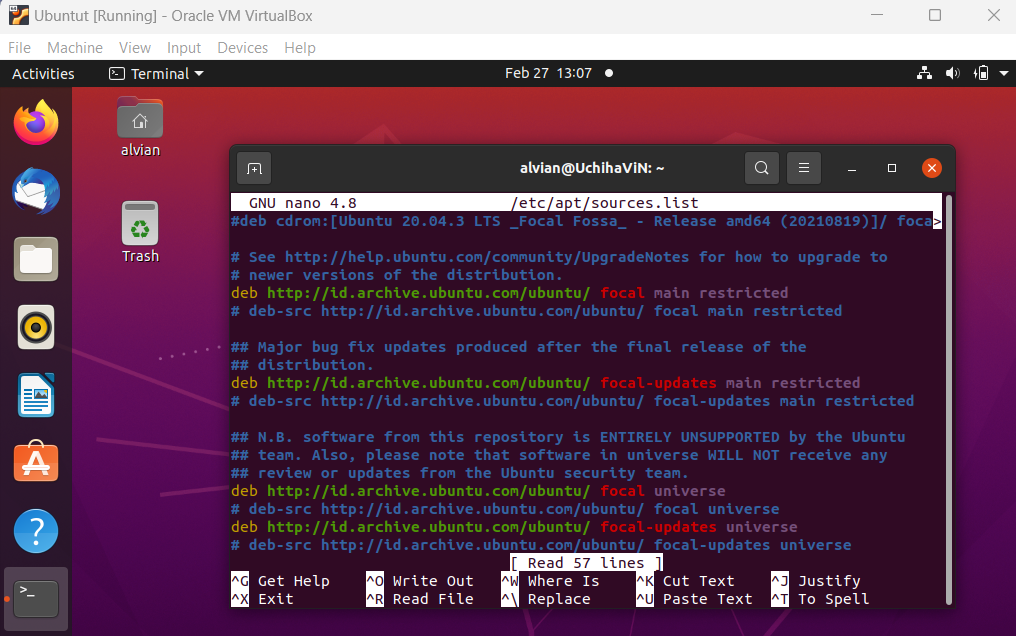 Ubuntut [Running] - Oracle VM VirtualBox
File Machine View Input Devices Help
Activities Terminal Feb 27 13:07
alvian
Trash
alvian@UchihaViN: ~
GNU nano 4.8 /etc/apt/sources.list
#deb cdrom:[Ubuntu 20.04.3 LTS _Focal Fossa_ - Release amd64 (20210819)]/ foca>
# See http://help.ubuntu.com/community/UpgradeNotes for how to upgrade to
# newer versions of the distribution.
deb http://id.archive.ubuntu.com/ubuntu/ focal main restricted
# deb-src http://id.archive.ubuntu.com/ubuntu/ focal main restricted
## Major bug fix updates produced after the final release of the
## distribution.
deb http://id.archive.ubuntu.com/ubuntu/ focal-updates main restricted
# deb-src http://id.archive.ubuntu.com/ubuntu/ focal-updates main restricted
## N.B. software from this repository is ENTIRELY UNSUPPORTED by the Ubuntu
## team. Also, please note that software in universe WILL NOT receive any
## review or updates from the Ubuntu security team.
deb http://id.archive.ubuntu.com/ubuntu/ focal universe
# deb-src http://id.archive.ubuntu.com/ubuntu/ focal universe
deb http://id.archive.ubuntu.com/ubuntu/ focal-updates universe
# deb-src http://id.archive.ubuntu.com/ubuntu/ focal-updates universe
[ Read 57 lines ]
^G Get Help ^O Write Out ^W Where Is ^K Cut Text ^J Justify
^X Exit ^R Read File ^\ Replace ^U Paste Text ^T To Spell